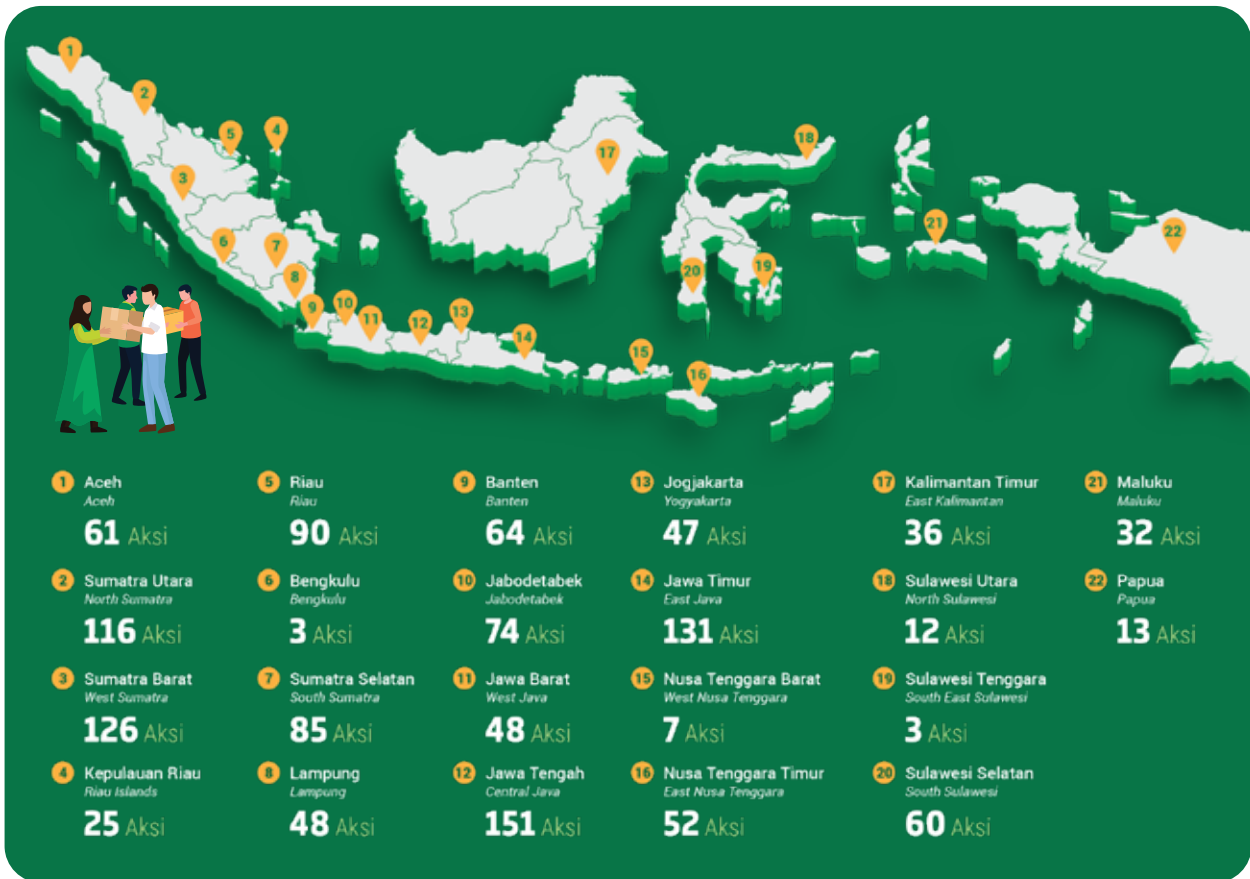 1
2
3
4
5
6
7
8
9
10
11
12
13
14
15
16
17
18
19
20
21
22
1 Aceh
Aceh
61 Aksi
2 Sumatra Utara
North Sumatra
116 Aksi
3 Sumatra Barat
West Sumatra
126 Aksi
4 Kepulauan Riau
Riau Islands
25 Aksi
5 Riau
Riau
90 Aksi
6 Bengkulu
Bengkulu
3 Aksi
7 Sumatra Selatan
South Sumatra
85 Aksi
8 Lampung
Lampung
48 Aksi
9 Banten
Banten
64 Aksi
10 Jabodetabek
Jabodetabek
74 Aksi
11 Jawa Barat
West Java
48 Aksi
12 Jawa Tengah
Central Java
151 Aksi
13 Jogjakarta
Yogyakarta
47 Aksi
14 Jawa Timur
East Java
131 Aksi
15 Nusa Tenggara Barat
West Nusa Tenggara
7 Aksi
16 Nusa Tenggara Timur
East Nusa Tenggara
52 Aksi
17 Kalimantan Timur
East Kalimantan
36 Aksi
18 Sulawesi Utara
North Sulawesi
12 Aksi
19 Sulawesi Tenggara
South East Sulawesi
3 Aksi
20 Sulawesi Selatan
South Sulawesi
60 Aksi
21 Maluku
Maluku
32 Aksi
22 Papua
Papua
13 Aksi